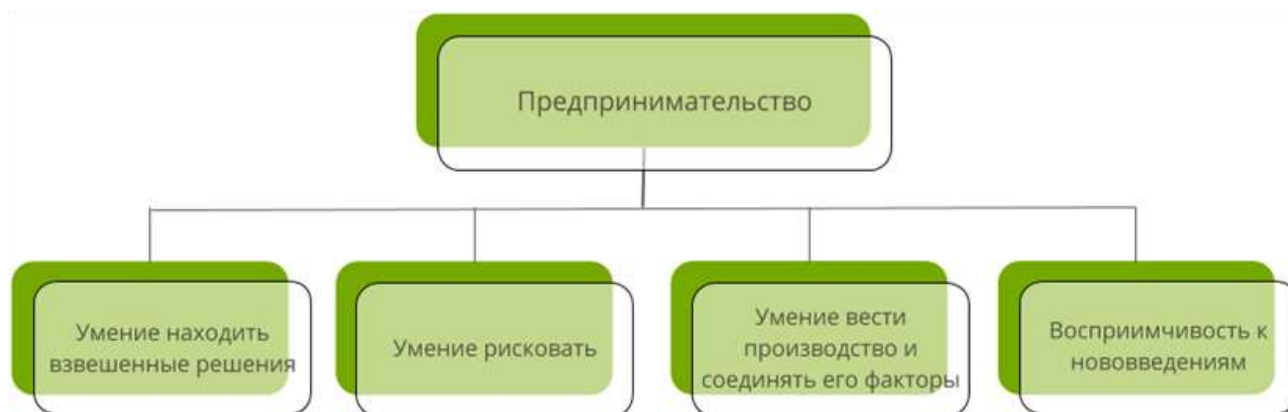 Предпринимательство
Умение находить
взвешенные решения
Умение рисковать
Умение вести
производство и
соединять его факторы
Восприимчивость к
нововведениям